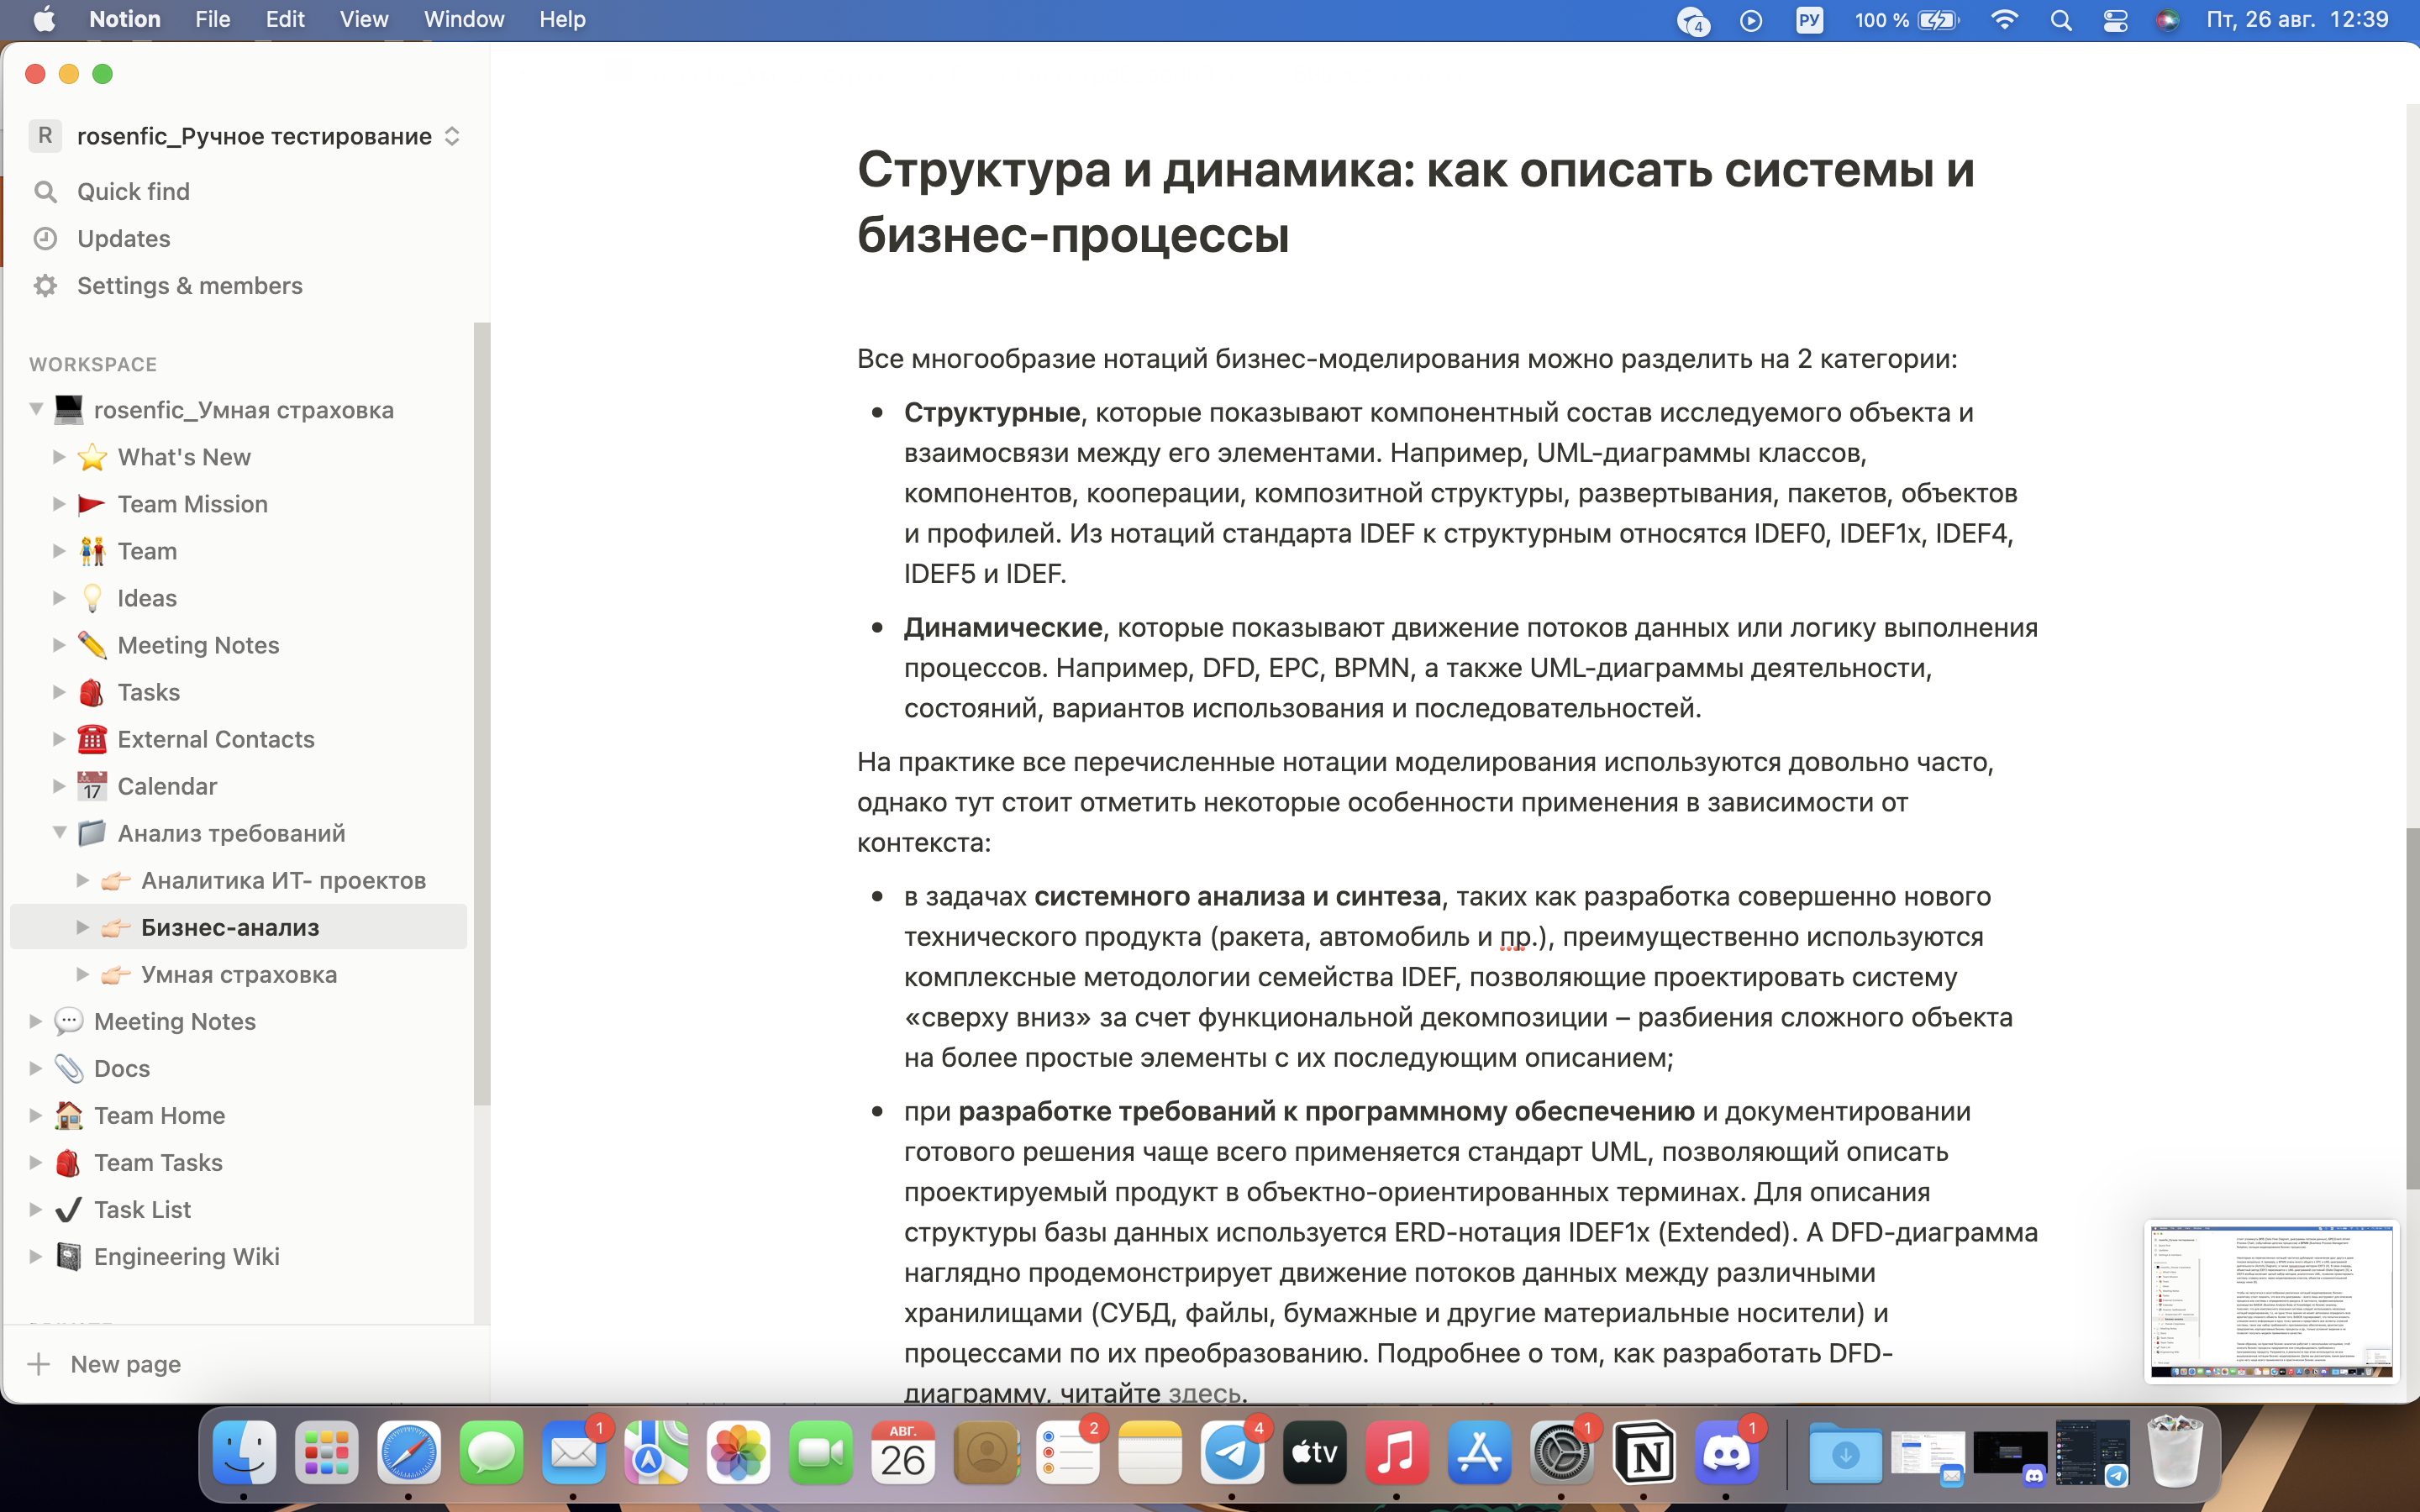 Notion File Edit View Window Help
4 РУ 100 % Пт, 26 авг. 12:39
R rosenfic_Ручное тестирование
Quick find
Updates
Settings & members
WORKSPACE
rosenfic_Умная страховка
What's New
Team Mission
Team
Ideas
Meeting Notes
Tasks
External Contacts
JUL 17 Calendar
Анализ требований
Аналитика ИТ- проектов
Бизнес-анализ
Умная страховка
Meeting Notes
Docs
Team Home
Team Tasks
Task List
Engineering Wiki
New page
Структура и динамика: как описать системы и
бизнес-процессы
Все многообразие нотаций бизнес-моделирования можно разделить на 2 категории:
Структурные, которые показывают компонентный состав исследуемого объекта и
взаимосвязи между его элементами. Например, UML-диаграммы классов,
компонентов, кооперации, композитной структуры, развертывания, пакетов, объектов
и профилей. Из нотаций стандарта IDEF к структурным относятся IDEF0, IDEF1x, IDEF4,
IDEF5 и IDEF.
Динамические, которые показывают движение потоков данных или логику выполнения
процессов. Например, DFD, EPC, BPMN, а также UML-диаграммы деятельности,
состояний, вариантов использования и последовательностей.
На практике все перечисленные нотации моделирования используются довольно часто,
однако тут стоит отметить некоторые особенности применения в зависимости от
контекста:
в задачах системного анализа и синтеза, таких как разработка совершенно нового
технического продукта (ракета, автомобиль и пр.), преимущественно используются
комплексные методологии семейства IDEF, позволяющие проектировать систему
«сверху вниз» за счет функциональной декомпозиции – разбиения сложного объекта
на более простые элементы с их последующим описанием;
при разработке требований к программному обеспечению и документировании
готового решения чаще всего применяется стандарт UML, позволяющий описать
проектируемый продукт в объектно-ориентированных терминах. Для описания
структуры базы данных используется ERD-нотация IDEF1x (Extended). А DFD-диаграмма
наглядно продемонстрирует движение потоков данных между различными
хранилищами (СУБД, файлы, бумажные и другие материальные носители) и
процессами по их преобразованию. Подробнее о том, как разработать DFD-
диаграмму, читайте здесь.
1 АВГ. 26 2 4 tv 1 N 1